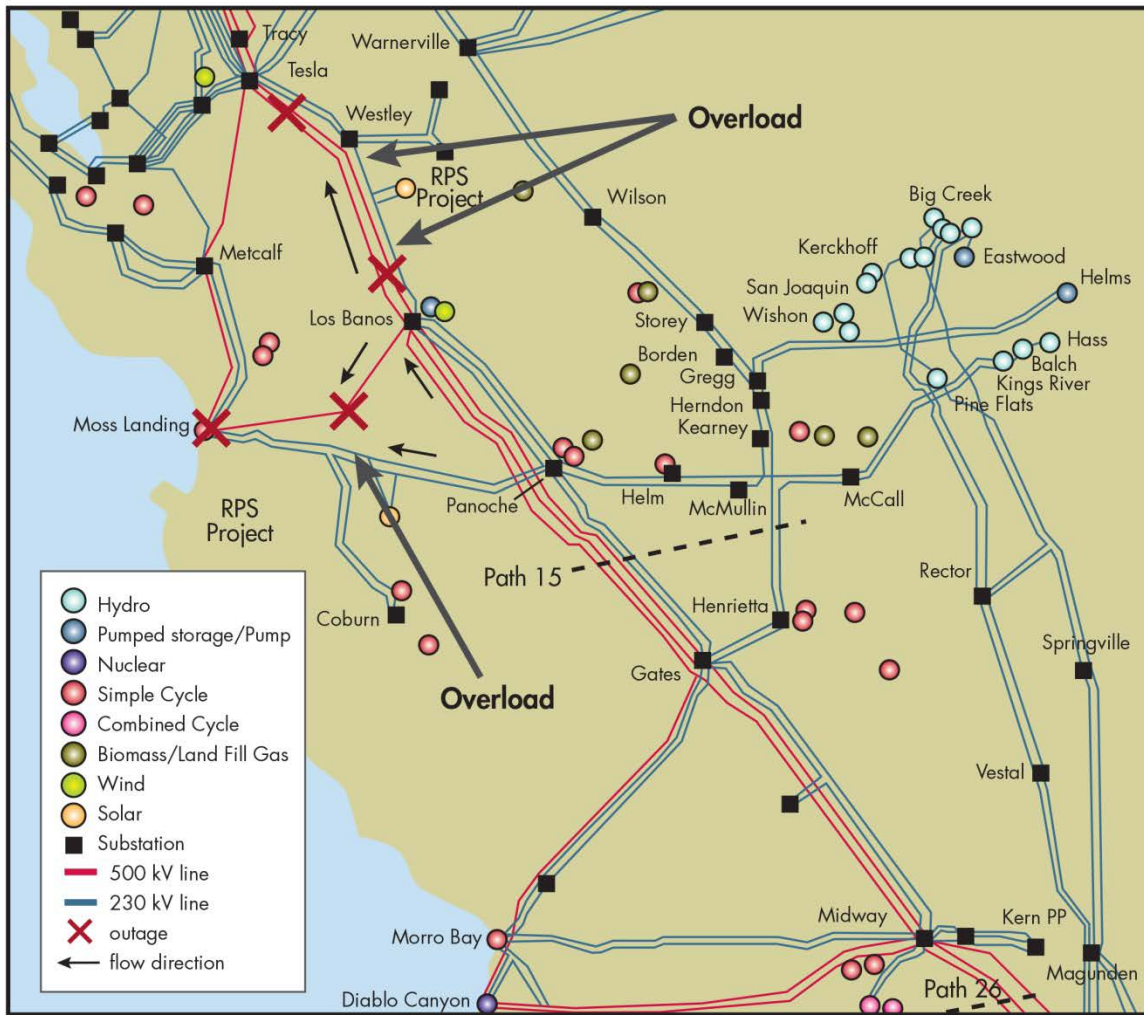 Tracy
Tesla
Warnerville
Westley
Overload
RPS
Project
Wilson
Big Creek
Kerckhoff
Eastwood
Metcalf
San Joaquin
Helms
Wishon
Los Banos
Storey
Hass
Borden
Balch
Gregg
Kings River
Pine Flats
Herndon
Kearney
Moss Landing
Panoche
Helm
McMullin
McCall
RPS
Project
Path 15
Rector
Henrietta
Coburn
Springville
Gates
Overload
Vestal
Hydro
Pumped storage/Pump
Nuclear
Simple Cycle
Combined Cycle
Biomass/Land Fill Gas
Wind
Solar
Substation
500 kV line
230 kV line
outage
flow direction
Morro Bay
Midway
Kern PP
Magunden
Diablo Canyon
Path 26